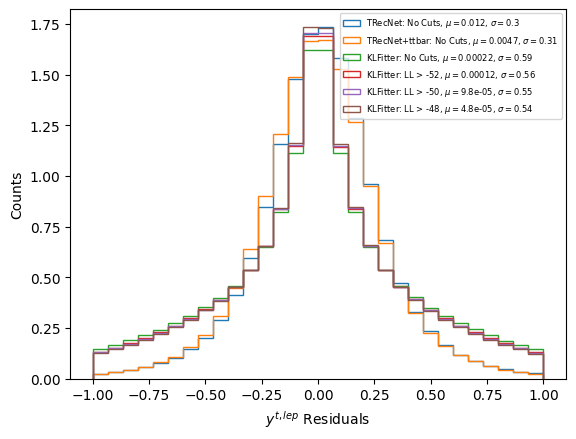 TRecNet: No Cuts, μ = 0.012, σ = 0.3
TRecNet+ttbar: No Cuts, μ = 0.0047, σ = 0.31
KLFitter: No Cuts, μ = 0.00022, σ = 0.59
KLFitter: LL > -52, μ = 0.00012, σ = 0.56
KLFitter: LL > -50, μ = 9.8e-05, σ = 0.55
KLFitter: LL > -48, μ = 4.8e-05, σ = 0.54
Counts
1.75
1.50
1.25
1.00
0.75
0.50
0.25
0.00
−1.00 −0.75 −0.50 −0.25 0.00 0.25 0.50 0.75 1.00
y^{t, lep} Residuals